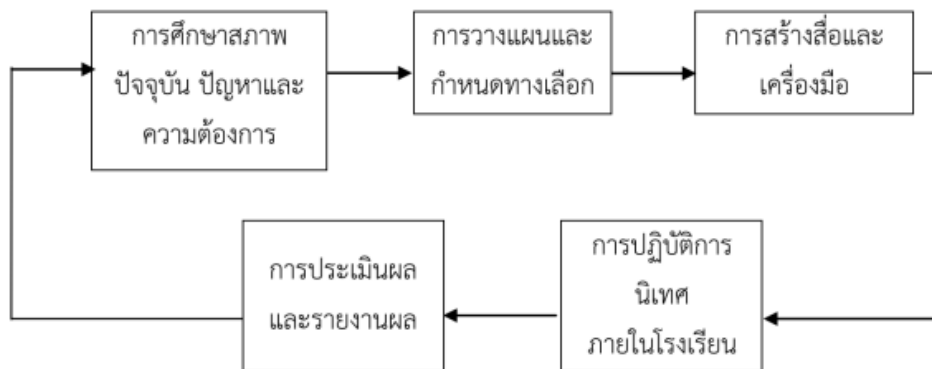 การศึกษาสภาพ
ปัจจุบัน ปัญหาและ
ความต้องการ
การวางแผนและ
กำหนดทางเลือก
การสร้างสื่อและ
เครื่องมือ
การปฏิบัติการ
นิเทศ
ภายในโรงเรียน
การประเมินผล
และรายงานผล